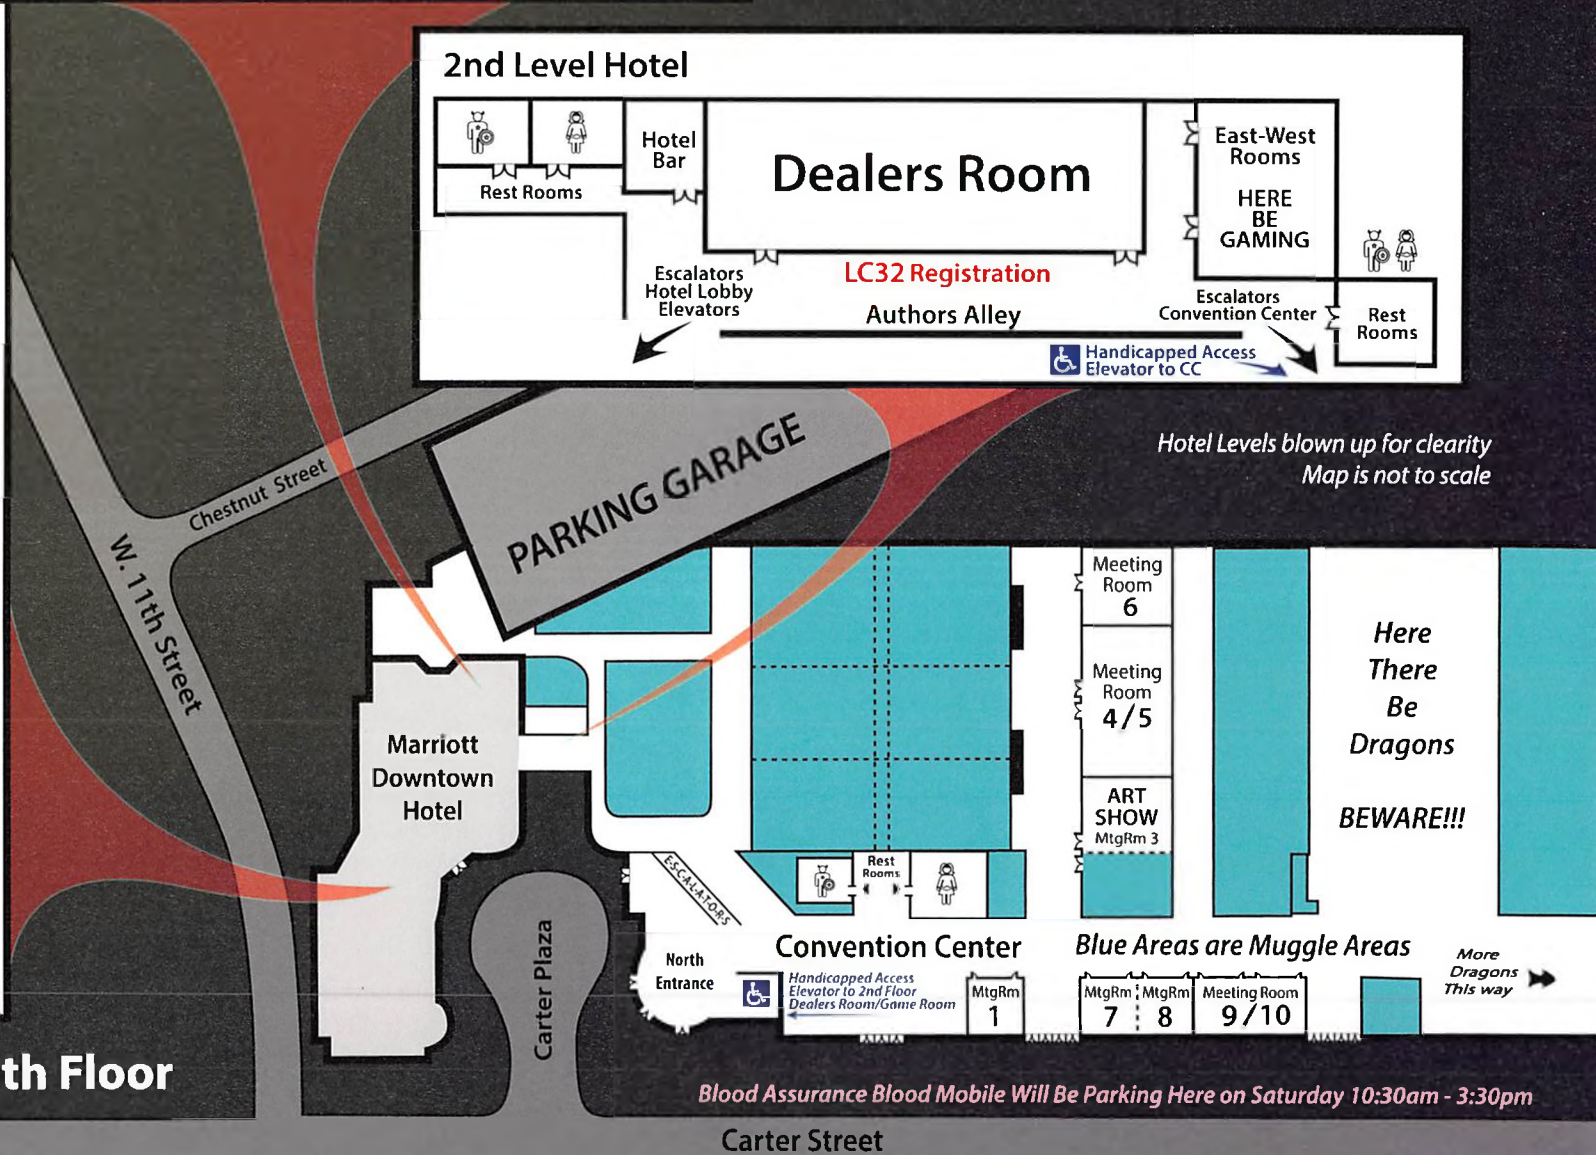 2nd Level Hotel
Hotel
Bar
Rest Rooms
Dealers Room
East-West
Rooms
HERE
BE
GAMING
Escalators
Hotel Lobby
Elevators
LC32 Registration
Authors Alley
Escalators
Convention Center
Rest
Rooms
Handicapped Access
Elevator to CC
Hotel Levels blown up for clearity
Map is not to scale
Chestnut Street
PARKING GARAGE
W. 11th Street
Marriott
Downtown
Hotel
Meeting
Room
6
Meeting
Room
4/5
ART
SHOW
MtgRm 3
Here
There
Be
Dragons
BEWARE!!!
E-S-C-A-L-A-T-O-R-S
Rest
Rooms
Convention Center
Blue Areas are Muggle Areas
More
Dragons
This way
North
Entrance
Handicapped Access
Elevator to 2nd Floor
Dealers Room/Game Room
MtgRm
1
MtgRm
7
MtgRm
8
Meeting Room
9/10
Carter Plaza
th Floor
Blood Assurance Blood Mobile Will Be Parking Here on Saturday 10:30am - 3:30pm
Carter Street